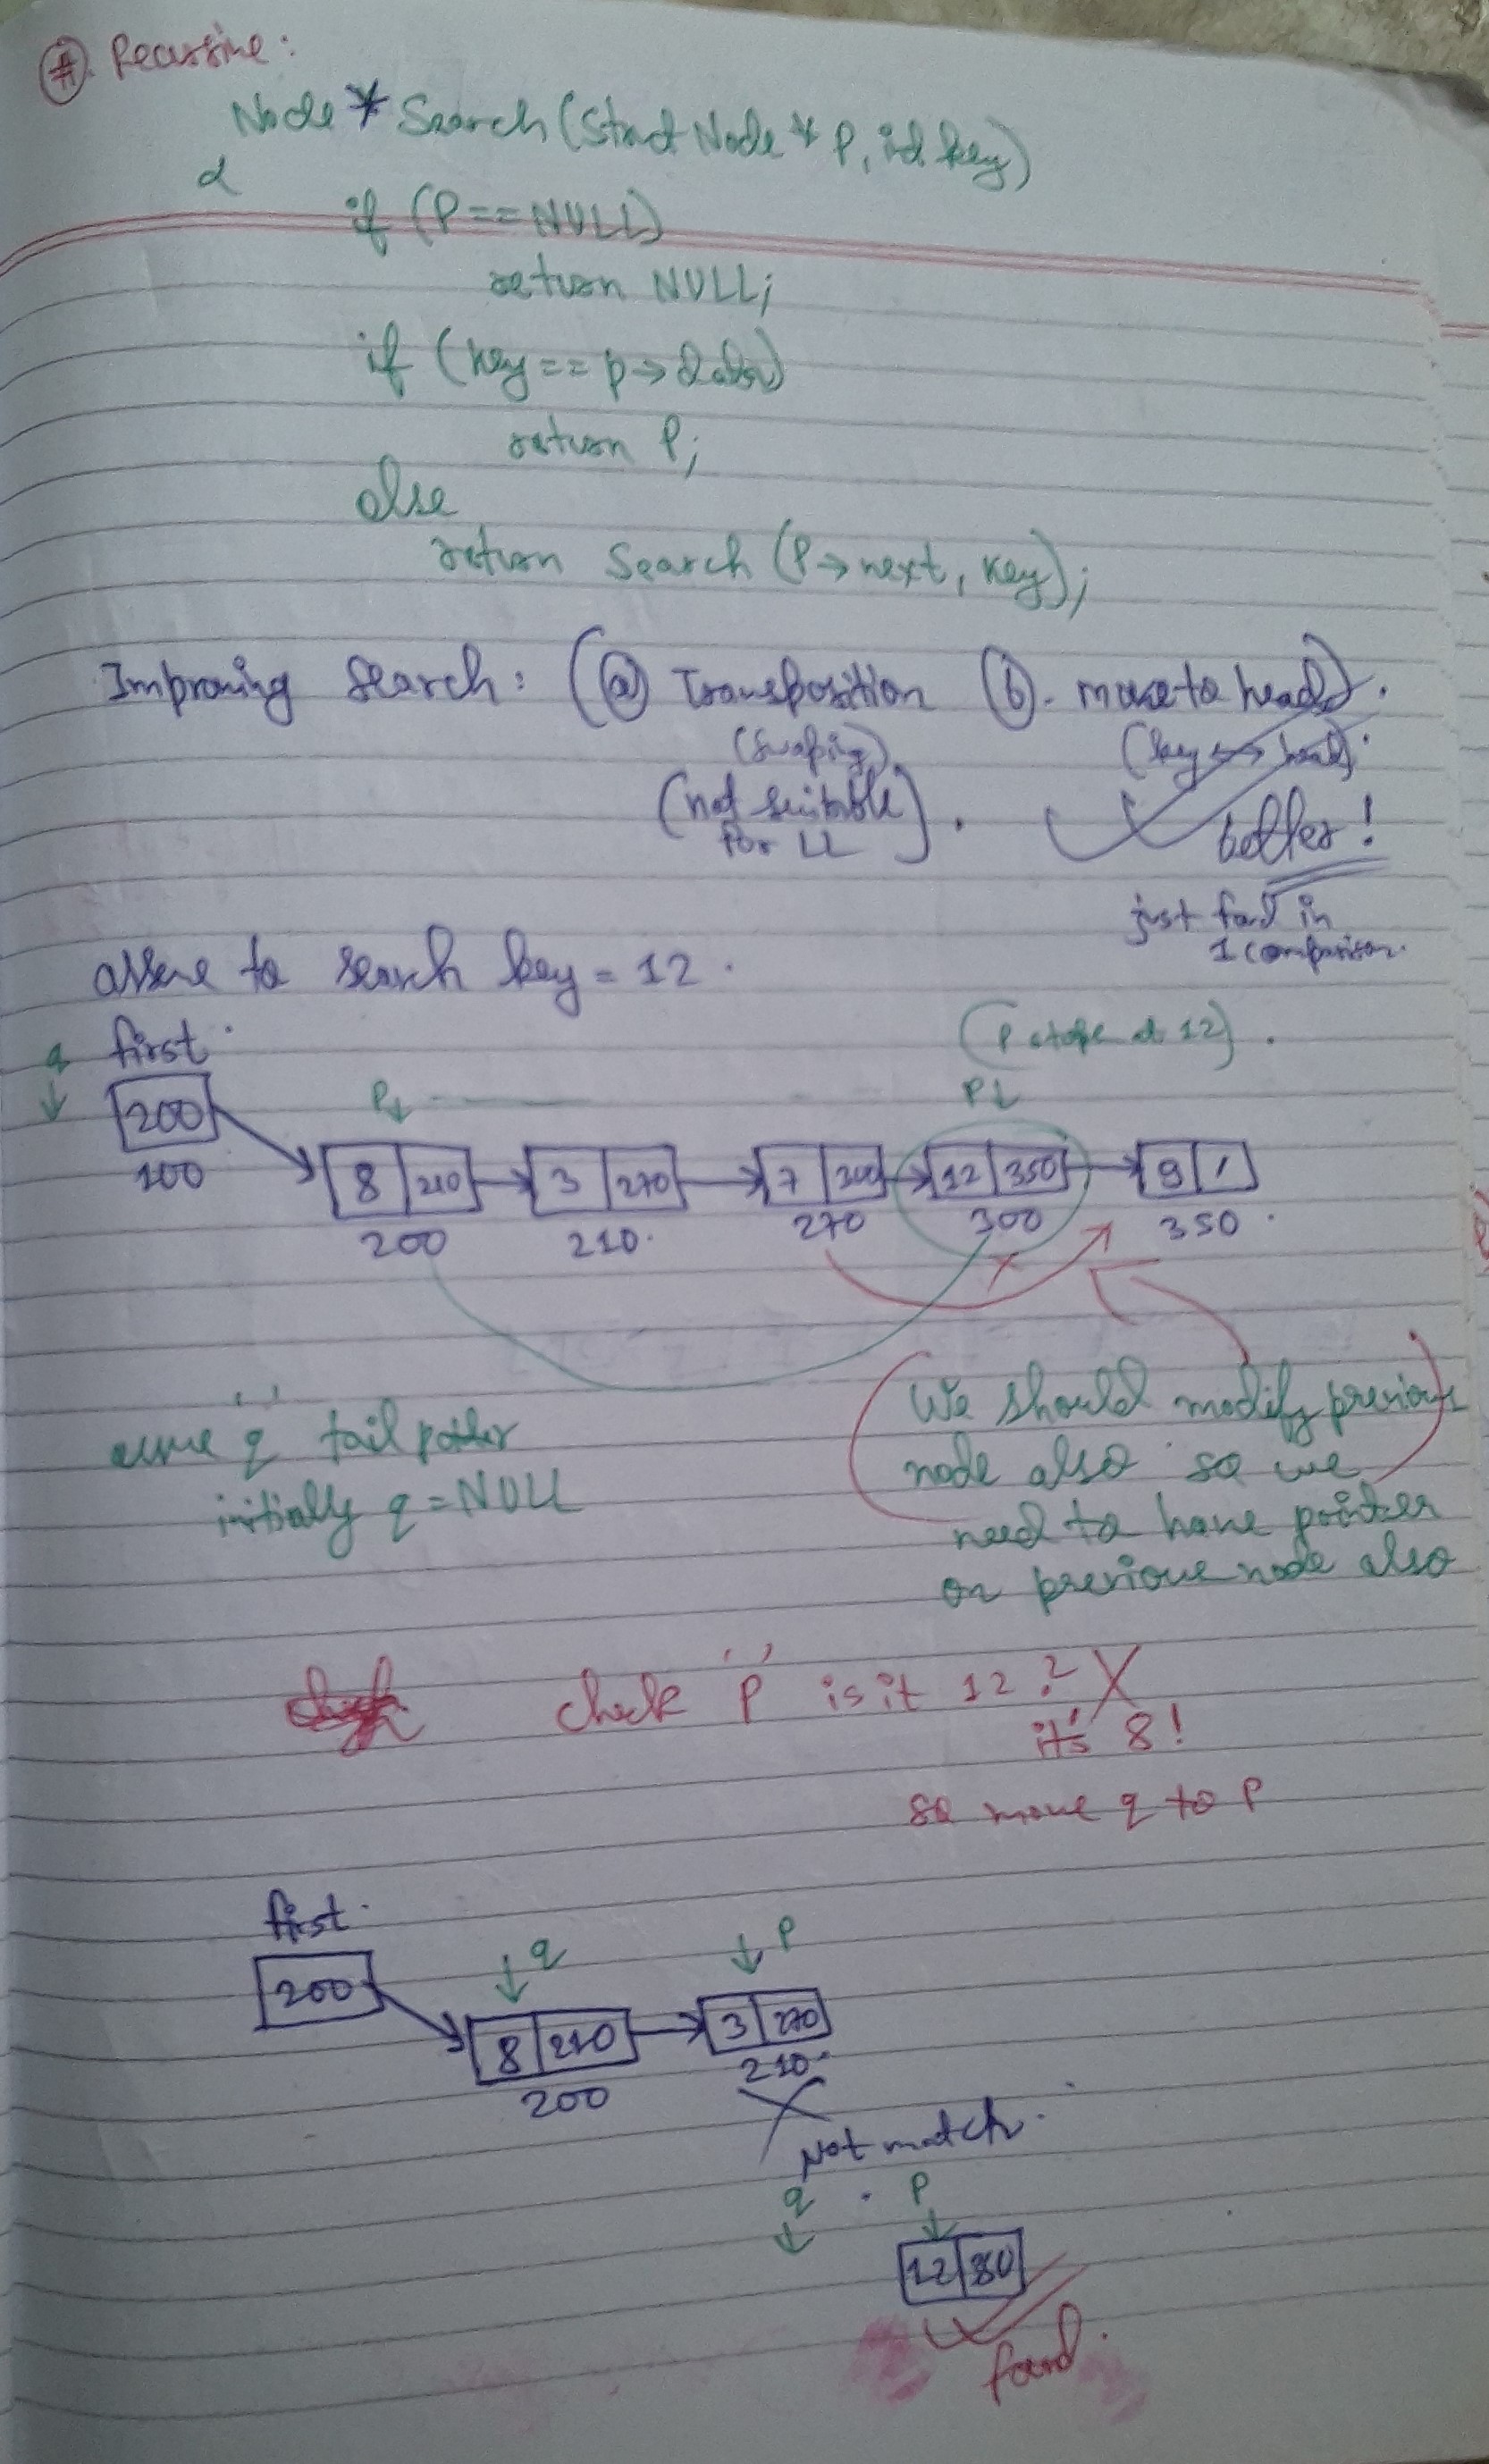 #. Recursive:
Node * Search (Struct Node * P, int key)
{
if (P == NULL)
return NULL;
if (key == p → data)
return P;
else
return Search (P → next, key);
Improving Search: (a) Transposition (b). move to head).
(swaping) (key ↔ head).
(not suitable for LL). better!
just found in
1 comparison.
assume to search key = 12.
q first. (P stops at 12).
200 P↓ P↓
100
8 210 3 270 7 300 12 350 9 /
200 210. 270 300 350.
X
assume 'q' tail pointer
initially q = NULL
(We should modify previous
node also so we
need to have pointer
on previous node also
check 'P' is it 12? X
it's 8!
so move q to P
first.
↓ q ↓ P
200
8 210 3 270
200 210.
X
Not match.
q . P
12 350
found.